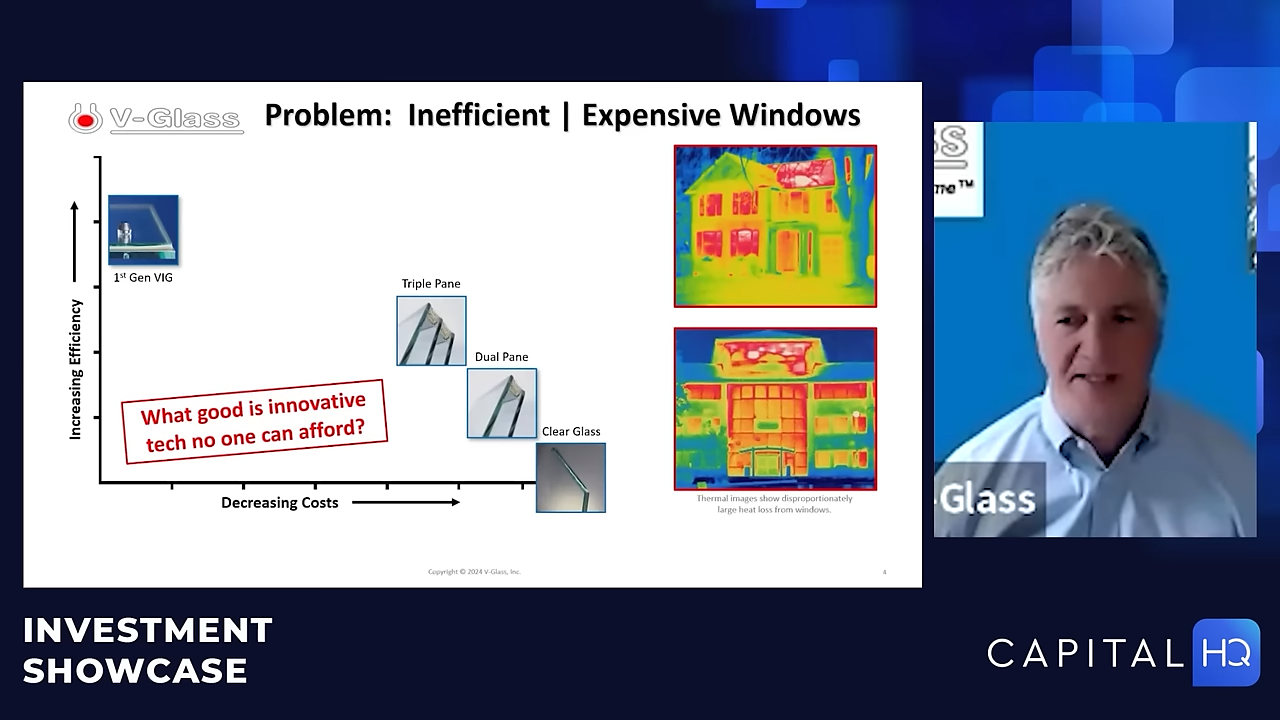 V-Glass
Problem: Inefficient | Expensive Windows
1st Gen VIG
Triple Pane
Dual Pane
Clear Glass
Increasing Efficiency
What good is innovative
tech no one can afford?
Decreasing Costs
Thermal images show disproportionately
large heat loss from windows.
Copyright © 2024 V-Glass, Inc.
4
me™
-Glass
INVESTMENT
SHOWCASE
CAPITAL HQ